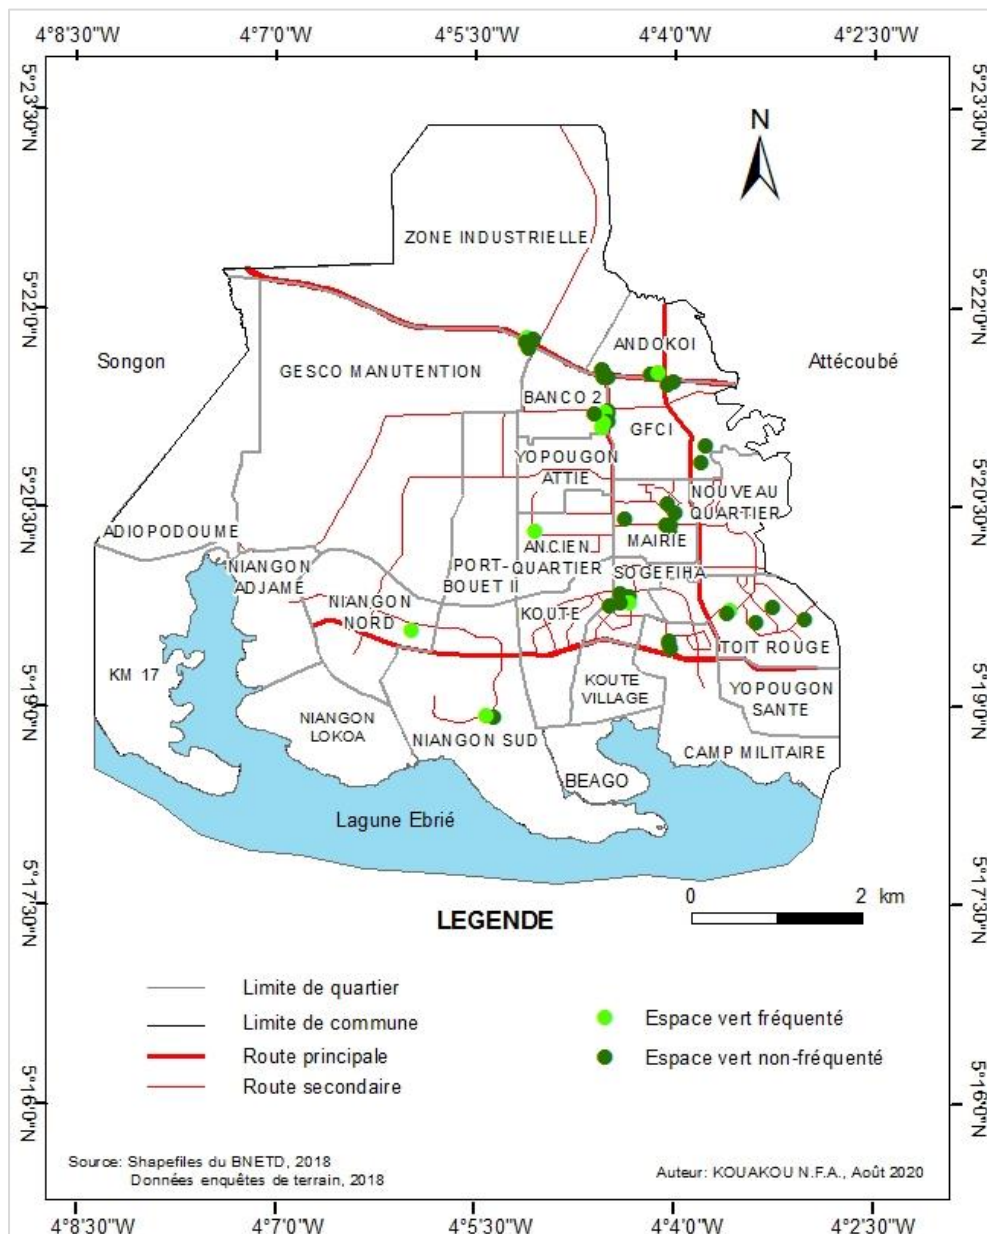 4°8'30"W 4°7'0"W 4°5'30"W 4°4'0"W 4°2'30"W
5°23'30"N 5°23'30"N
N
ZONE INDUSTRIELLE
5°22'0"N 5°22'0"N
ANDOKOI
Songon Attécoubé
GESCO MANUTENTION
BANCO 2
GFCI
YOPOUGON
ATTIE
NOUVEAU
QUARTIER
5°20'30"N 5°20'30"N
ADIOPODOUME
MAIRIE
ANCIEN
QUARTIER
PORT-
BOUET II
NIANGON
ADJAMÉ
SOGEFIHA
NIANGON
NORD
KOUTE
TOIT ROUGE
KM 17
KOUTE
VILLAGE
YOPOUGON
SANTE
5°19'0"N 5°19'0"N
NIANGON
LOKOA
NIANGON SUD
CAMP MILITAIRE
BEAGO
Lagune Ebrié
5°17'30"N 5°17'30"N
0 2 km
LEGENDE
Limite de quartier
Limite de commune
Route principale
Route secondaire
Espace vert fréquenté
Espace vert non-fréquenté
5°16'0"N 5°16'0"N
Source: Shapefiles du BNETD, 2018
Données enquêtes de terrain, 2018
Auteur: KOUAKOU N.F.A., Août 2020
4°8'30"W 4°7'0"W 4°5'30"W 4°4'0"W 4°2'30"W